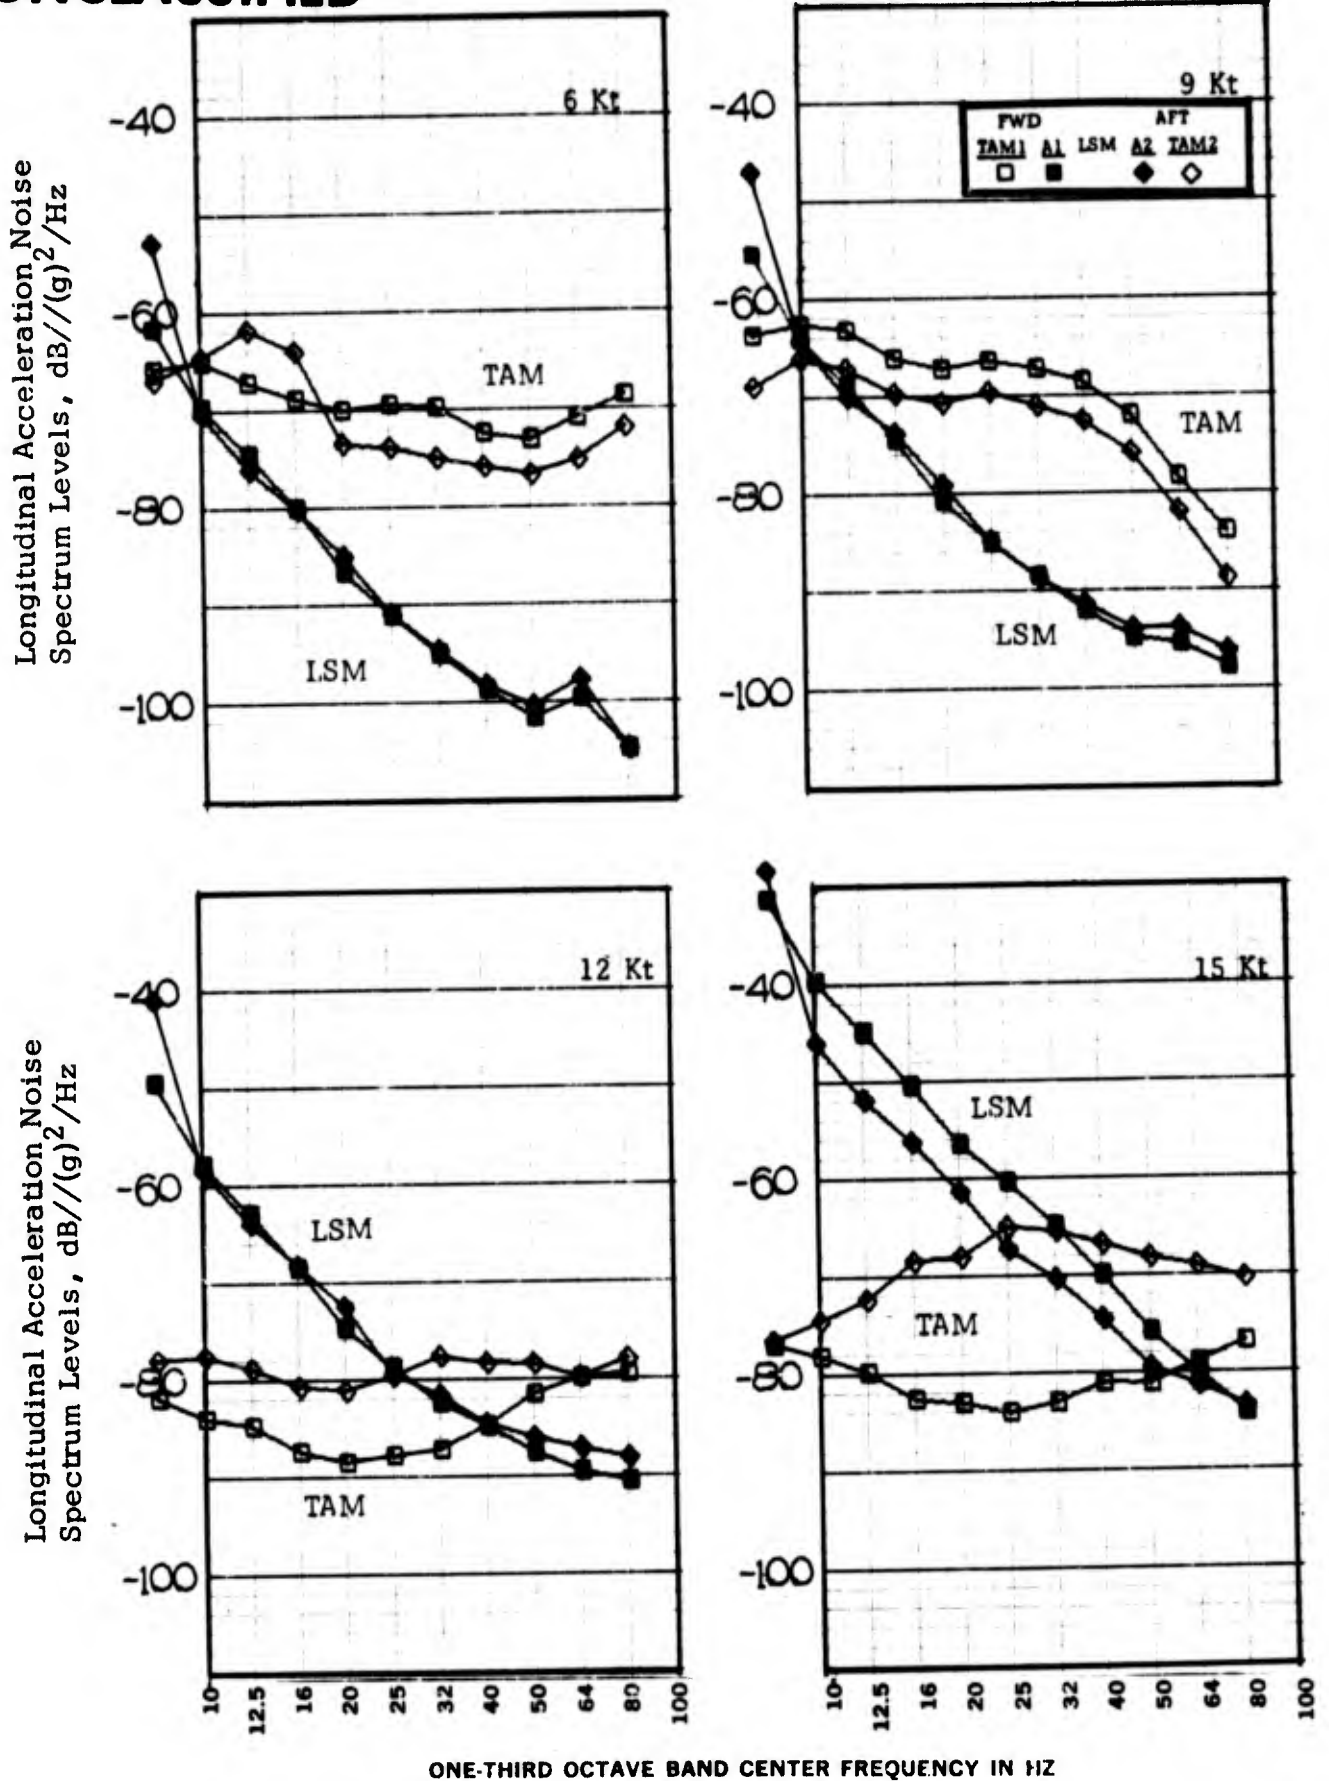 6 Kt
-40
-60
-80
-100
TAM
LSM
Longitudinal Acceleration Noise
Spectrum Levels, dB//(g)²/Hz
9 Kt
FWD AFT
TAM1 A1 LSM A2 TAM2
-40
-60
-80
-100
TAM
LSM
12 Kt
-40
-60
-80
-100
LSM
TAM
Longitudinal Acceleration Noise
Spectrum Levels, dB//(g)²/Hz
10 12.5 16 20 25 32 40 50 64 80 100
15 Kt
-40
-60
-80
-100
LSM
TAM
10 12.5 16 20 25 32 40 50 64 80 100
ONE-THIRD OCTAVE BAND CENTER FREQUENCY IN HZ